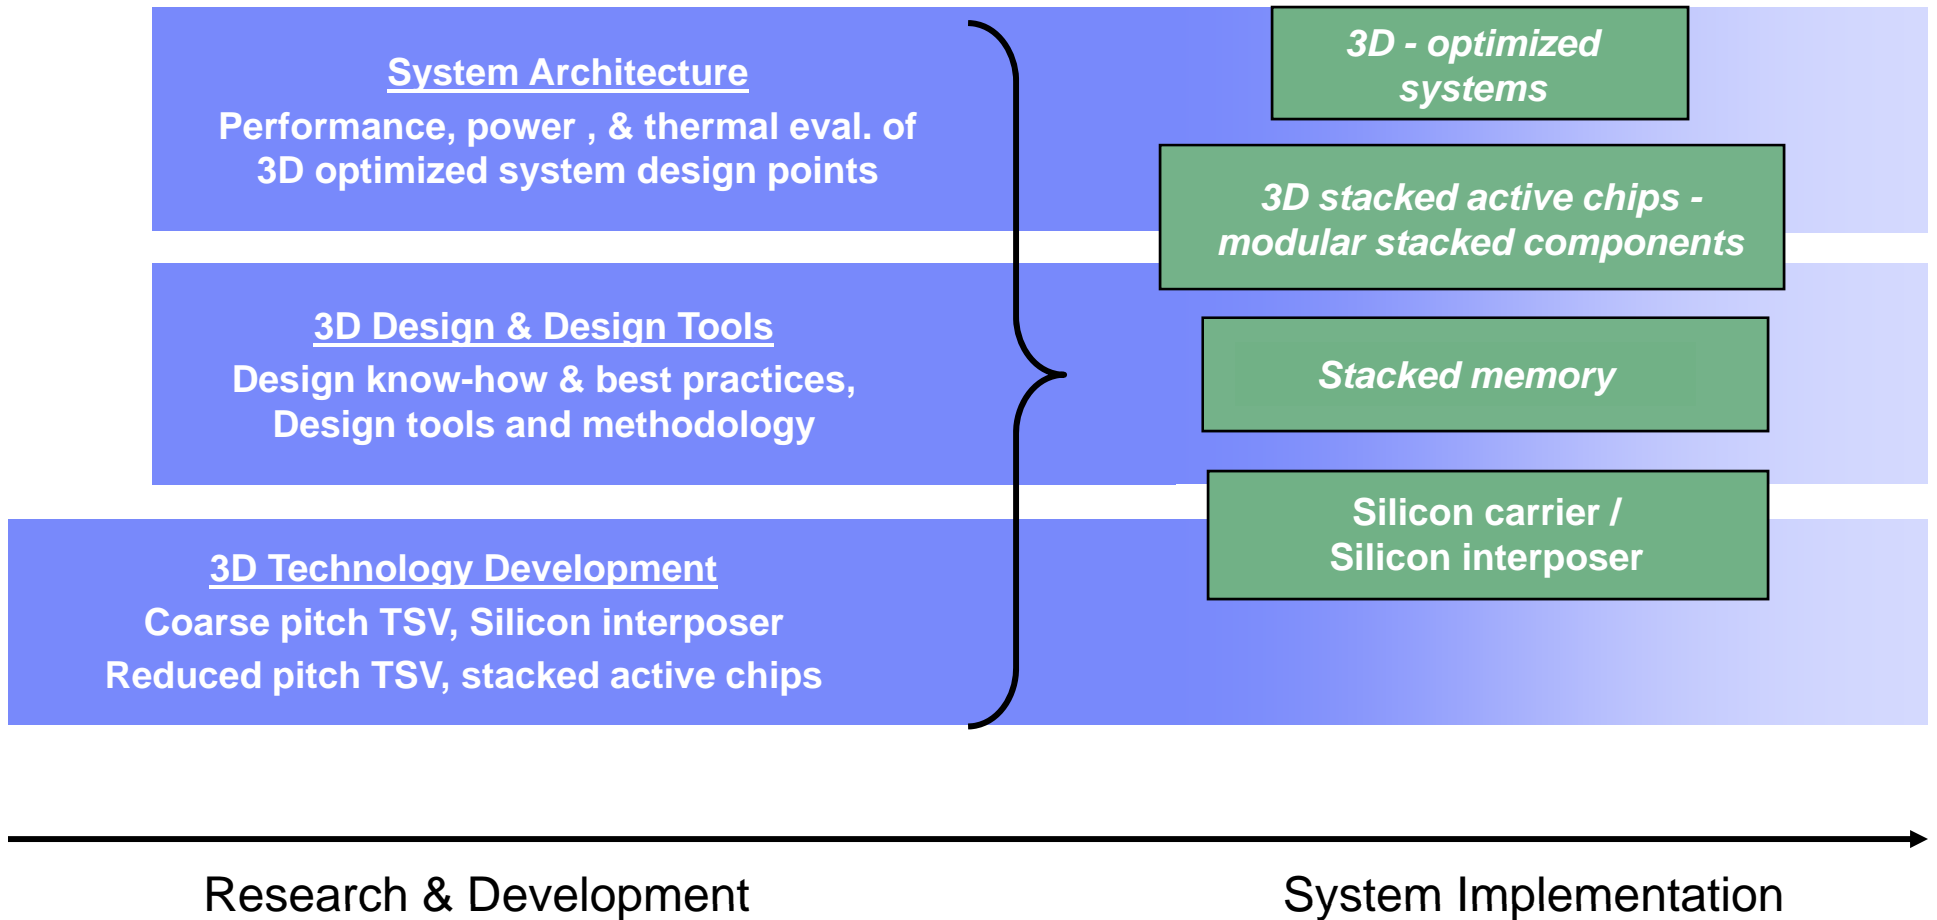 System Architecture
Performance, power , & thermal eval. of
3D optimized system design points
3D Design & Design Tools
Design know-how & best practices,
Design tools and methodology
3D Technology Development
Coarse pitch TSV, Silicon interposer
Reduced pitch TSV, stacked active chips
3D - optimized
systems
3D stacked active chips -
modular stacked components
Stacked memory
Silicon carrier /
Silicon interposer
Research & Development
System Implementation